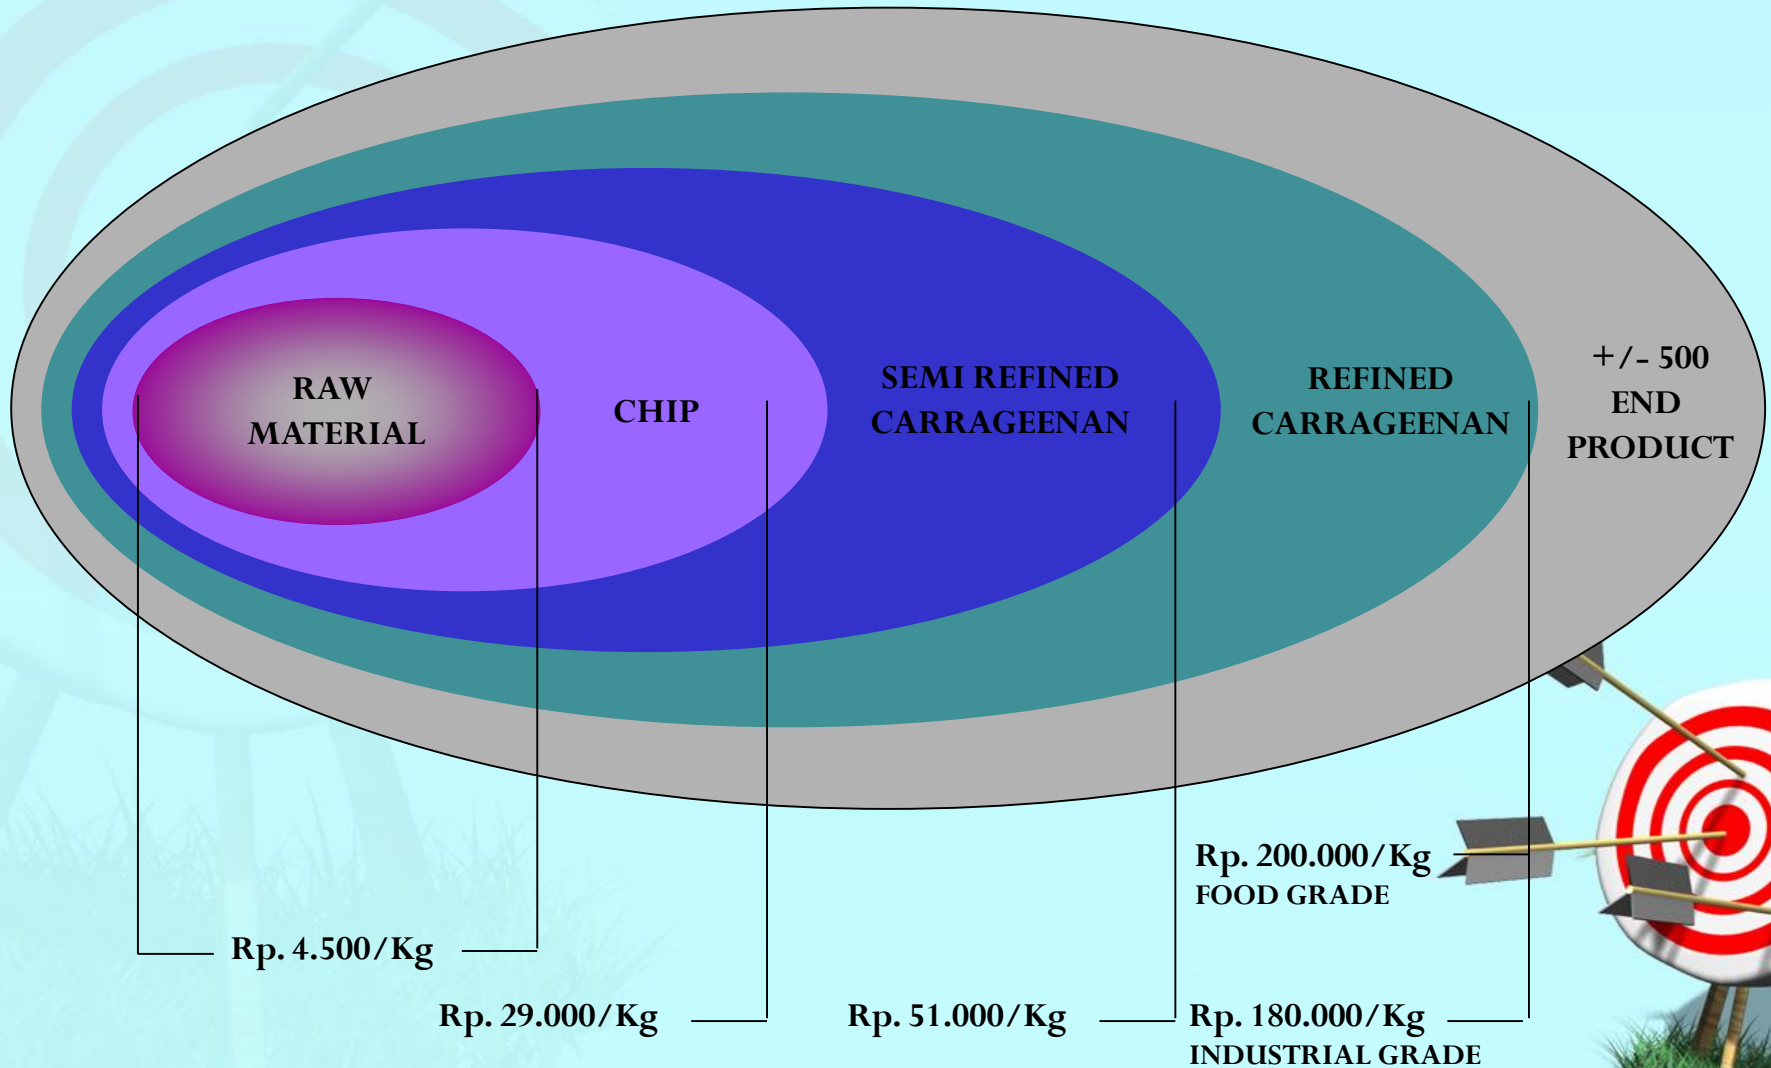 RAW
MATERIAL
CHIP
SEMI REFINED
CARRAGEENAN
REFINED
CARRAGEENAN
+/- 500
END
PRODUCT
Rp. 200.000/Kg
FOOD GRADE
Rp. 4.500/Kg
Rp. 29.000/Kg
Rp. 51.000/Kg
Rp. 180.000/Kg
INDUSTRIAL GRADE